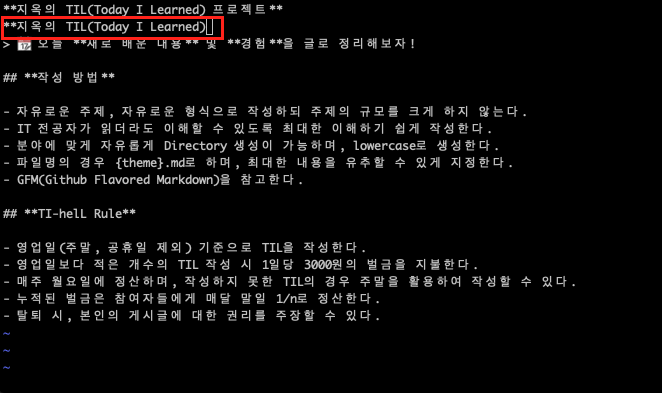 **지옥의 TIL(Today I Learned) 프로젝트**
**지옥의 TIL(Today I Learned)
> 📆 오늘 **새로 배운 내용** 및 **경험**을 글로 정리해보자!
## **작성 방법**
- 자유로운 주제, 자유로운 형식으로 작성하되 주제의 규모를 크게 하지 않는다.
- IT 전공자가 읽더라도 이해할 수 있도록 최대한 이해하기 쉽게 작성한다.
- 분야에 맞게 자유롭게 Directory 생성이 가능하며, lowercase로 생성한다.
- 파일명의 경우 {theme}.md로 하며, 최대한 내용을 유추할 수 있게 지정한다.
- GFM(Github Flavored Markdown)을 참고한다.
## **TI-helL Rule**
- 영업일(주말, 공휴일 제외) 기준으로 TIL을 작성한다.
- 영업일보다 적은 개수의 TIL 작성 시 1일당 3000원의 벌금을 지불한다.
- 매주 월요일에 정산하며, 작성하지 못한 TIL의 경우 주말을 활용하여 작성할 수 있다.
- 누적된 벌금은 참여자들에게 매달 말일 1/n로 정산한다.
- 탈퇴 시, 본인의 게시글에 대한 권리를 주장할 수 있다.
~
~
~